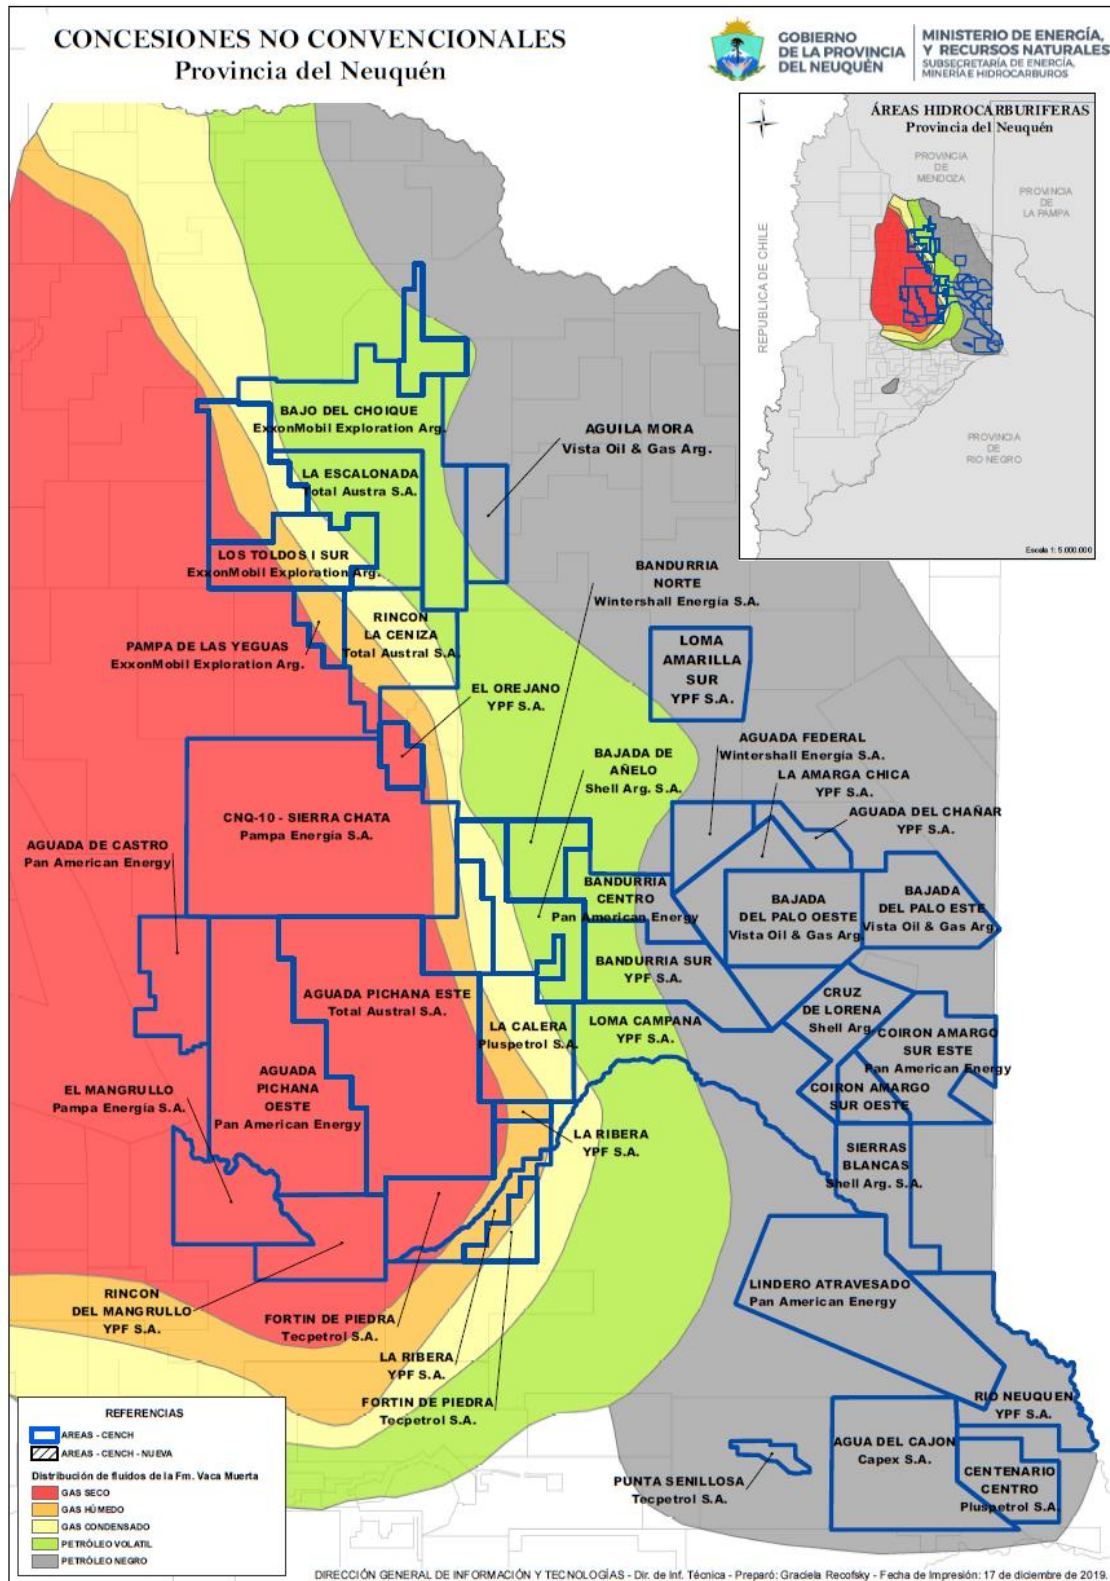 CONCESIONES NO CONVENCIONALES
Provincia del Neuquén
GOBIERNO
DE LA PROVINCIA
DEL NEUQUÉN
MINISTERIO DE ENERGÍA,
Y RECURSOS NATURALES
SUBSECRETARÍA DE ENERGÍA,
MINERÍA E HIDROCARBUROS
N
ÁREAS HIDROCARBURIFERAS
Provincia del Neuquén
PROVINCIA
DE
MENDOZA
PROVINCIA
DE
LA PAMPA
REPUBLICA DE CHILE
PROVINCIA
DE
RIO NEGRO
Escala 1: 5.000.000
BAJO DEL CHOIQUE
ExxonMobil Exploration Arg.
AGUILA MORA
Vista Oil & Gas Arg.
LA ESCALONADA
Total Austra S.A.
LOS TOLDOS I SUR
ExxonMobil Exploration Arg.
BANDURRIA
NORTE
Wintershall Energía S.A.
PAMPA DE LAS YEGUAS
ExxonMobil Exploration Arg.
RINCON
LA CENIZA
Total Austral S.A.
LOMA
AMARILLA
SUR
YPF S.A.
EL OREJANO
YPF S.A.
BAJADA DE
AÑELO
Shell Arg. S.A.
AGUADA FEDERAL
Wintershall Energía S.A.
LA AMARGA CHICA
YPF S.A.
AGUADA DEL CHAÑAR
YPF S.A.
CNQ-10 - SIERRA CHATA
Pampa Energía S.A.
AGUADA DE CASTRO
Pan American Energy
BANDURRIA
CENTRO
Pan American Energy
BAJADA
DEL PALO OESTE
Vista Oil & Gas Arg.
BAJADA
DEL PALO ESTE
Vista Oil & Gas Arg.
BANDURRIA SUR
YPF S.A.
AGUADA PICHANA ESTE
Total Austral S.A.
LA CALERA
Pluspetrol S.A.
LOMA CAMPANA
YPF S.A.
CRUZ
DE LORENA
Shell Arg.
COIRON AMARGO
SUR ESTE
Pan American Energy
COIRON AMARGO
SUR OESTE
AGUADA
PICHANA
OESTE
Pan American Energy
EL MANGRULLO
Pampa Energía S.A.
LA RIBERA
YPF S.A.
SIERRAS
BLANCAS
Shell Arg. S.A.
LINDERO ATRAVESADO
Pan American Energy
RINCON
DEL MANGRULLO
YPF S.A.
FORTIN DE PIEDRA
Tecpetrol S.A.
LA RIBERA
YPF S.A.
FORTIN DE PIEDRA
Tecpetrol S.A.
RIO NEUQUEN
YPF S.A.
AGUA DEL CAJON
Capex S.A.
CENTENARIO
CENTRO
Pluspetrol S.A.
PUNTA SENILLOSA
Tecpetrol S.A.
REFERENCIAS
AREAS - CENCH
AREAS - CENCH - NUEVA
Distribución de fluídos de la Fm. Vaca Muerta
GAS SECO
GAS HÚMEDO
GAS CONDENSADO
PETRÓLEO VOLATIL
PETRÓLEO NEGRO
DIRECCIÓN GENERAL DE INFORMACIÓN Y TECNOLOGÍAS - Dir. de Inf. Técnica - Preparó: Graciela Recofsky - Fecha de Impresión: 17 de diciembre de 2019.